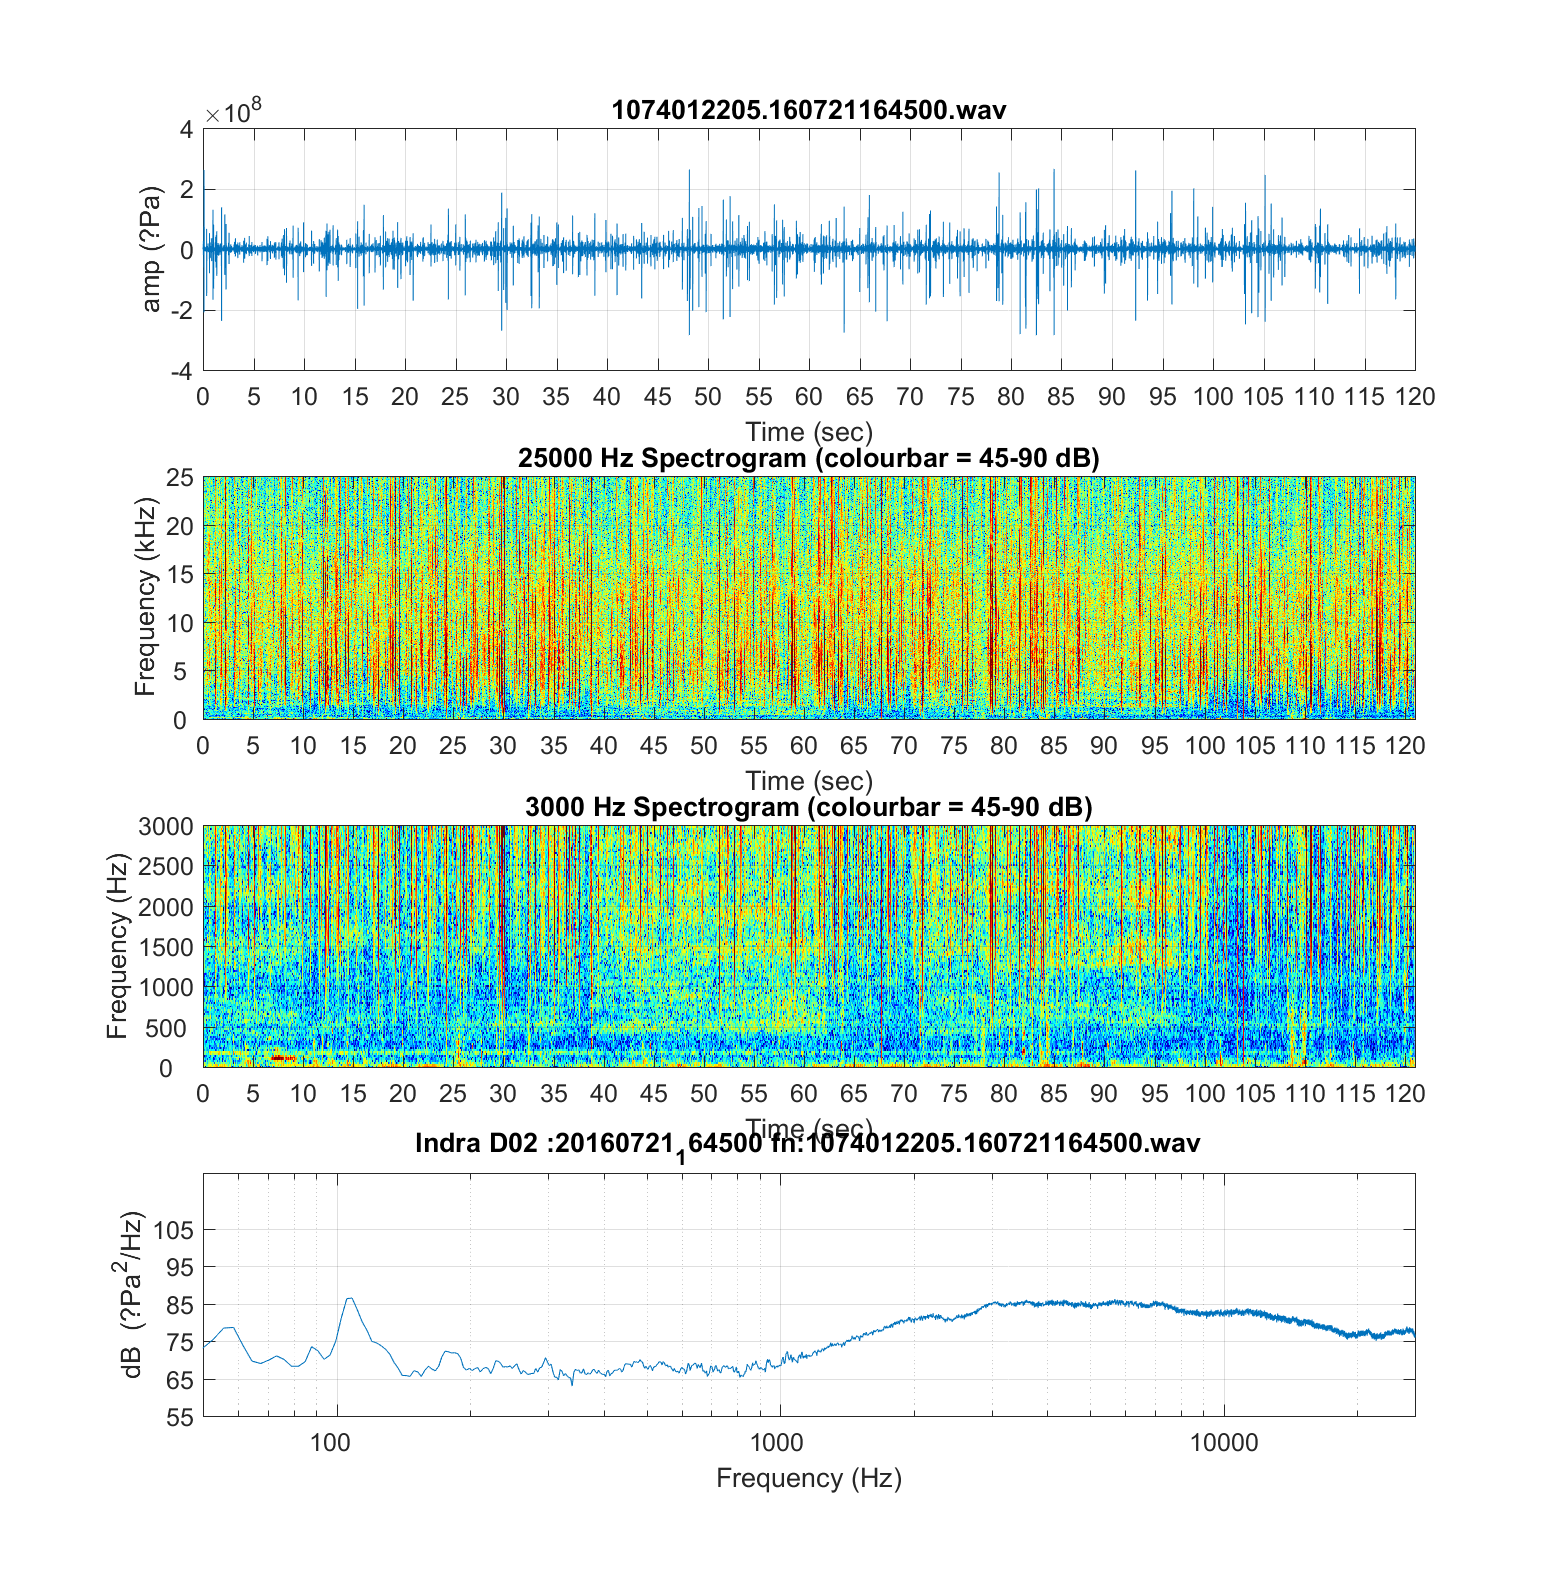 ×10⁸
1074012205.160721164500.wav
4
2
0
-2
-4
amp (?Pa)
0 5 10 15 20 25 30 35 40 45 50 55 60 65 70 75 80 85 90 95 100 105 110 115 120
Time (sec)
25000 Hz Spectrogram (colourbar = 45-90 dB)
25
20
15
10
5
0
Frequency (kHz)
0 5 10 15 20 25 30 35 40 45 50 55 60 65 70 75 80 85 90 95 100 105 110 115 120
Time (sec)
3000 Hz Spectrogram (colourbar = 45-90 dB)
3000
2500
2000
1500
1000
500
0
Frequency (Hz)
0 5 10 15 20 25 30 35 40 45 50 55 60 65 70 75 80 85 90 95 100 105 110 115 120
Time (sec)
Indra D02 :20160721₁64500 fn:1074012205.160721164500.wav
105
95
85
75
65
55
dB (?Pa²/Hz)
100 1000 10000
Frequency (Hz)